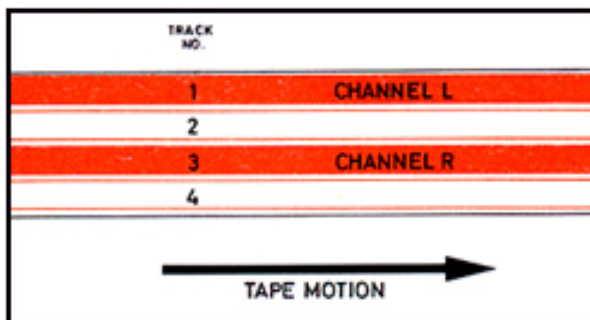 TRACK
NO.
1 CHANNEL L
2
3 CHANNEL R
4
TAPE MOTION